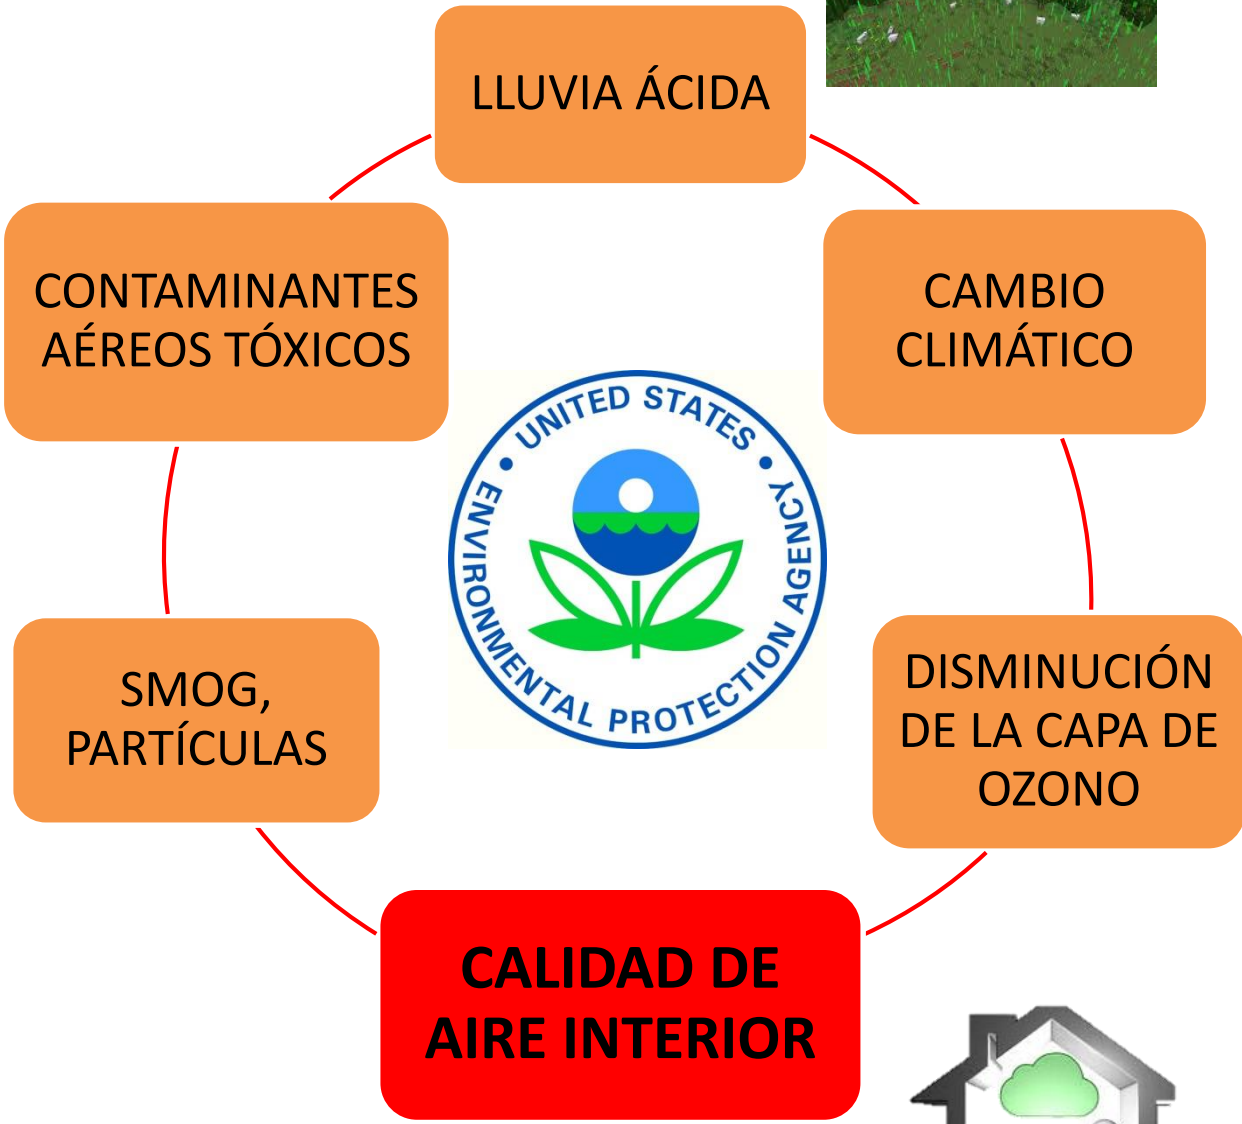 LLUVIA ÁCIDA
CONTAMINANTES
AÉREOS TÓXICOS
CAMBIO
CLIMÁTICO
UNITED STATES • ENVIRONMENTAL PROTECTION AGENCY •
SMOG,
PARTÍCULAS
DISMINUCIÓN
DE LA CAPA DE
OZONO
CALIDAD DE
AIRE INTERIOR